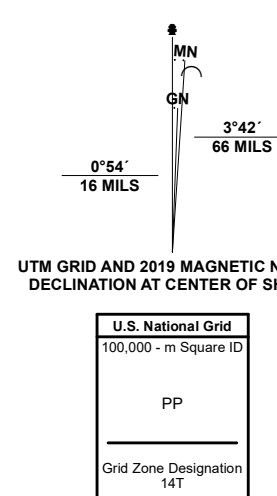 MN
GN
3°42´
66 MILS
0°54´
16 MILS
UTM GRID AND 2019 MAGNETIC
DECLINATION AT CENTER OF
U.S. National Grid
100,000 - m Square ID
PP
Grid Zone Designation
14T